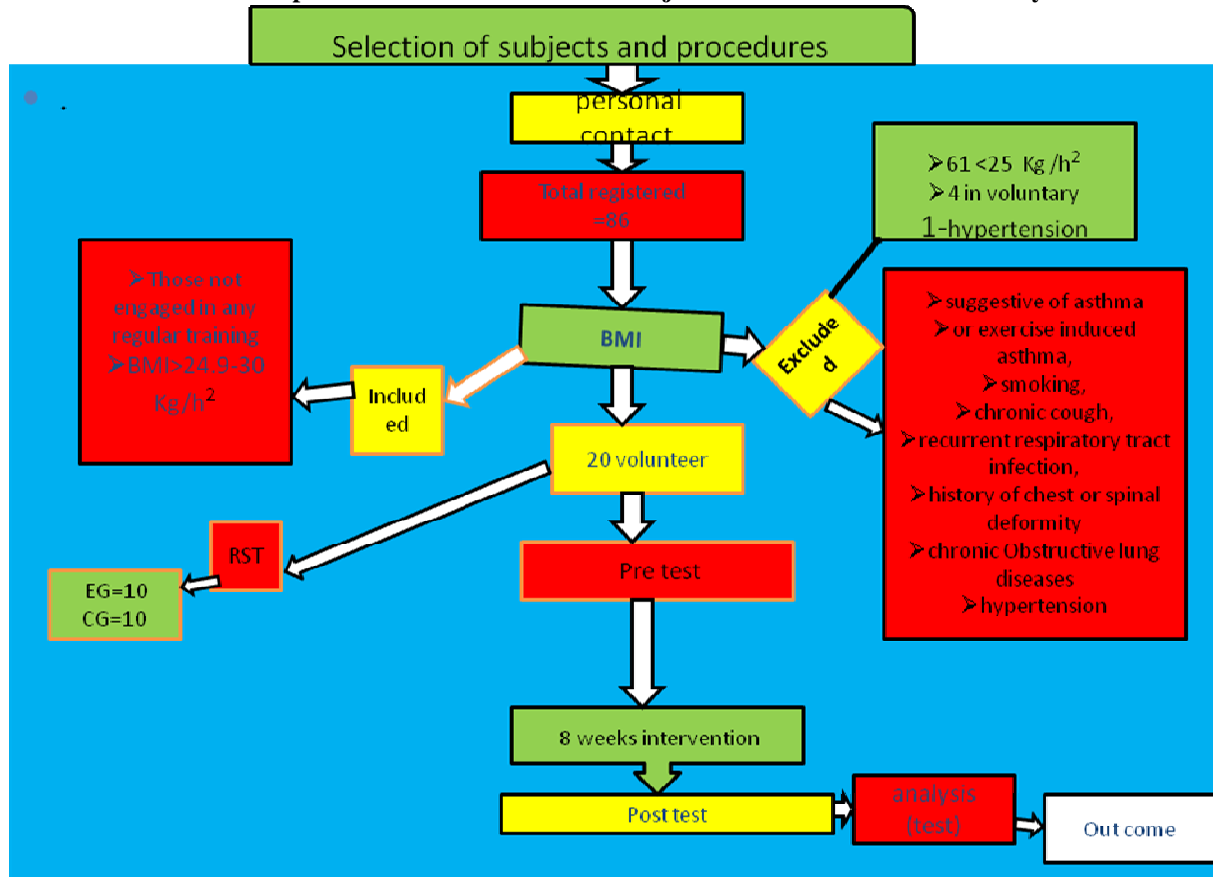 Selection of subjects and procedures
.
personal
contact
Total registered
=86
➢61 <25 Kg /h²
➢4 in voluntary
1-hypertension
➢Those not
engaged in any
regular training
➢BMI>24.9-30
Kg/h²
BMI
Exclude
d
Includ
ed
➢suggestive of asthma
➢or exercise induced
asthma,
➢smoking,
➢chronic cough,
➢recurrent respiratory tract
infection,
➢history of chest or spinal
deformity
➢chronic Obstructive lung
diseases
➢hypertension
20 volunteer
RST
EG=10
CG=10
Pre test
8 weeks intervention
Post test
analysis
(test)
Out come